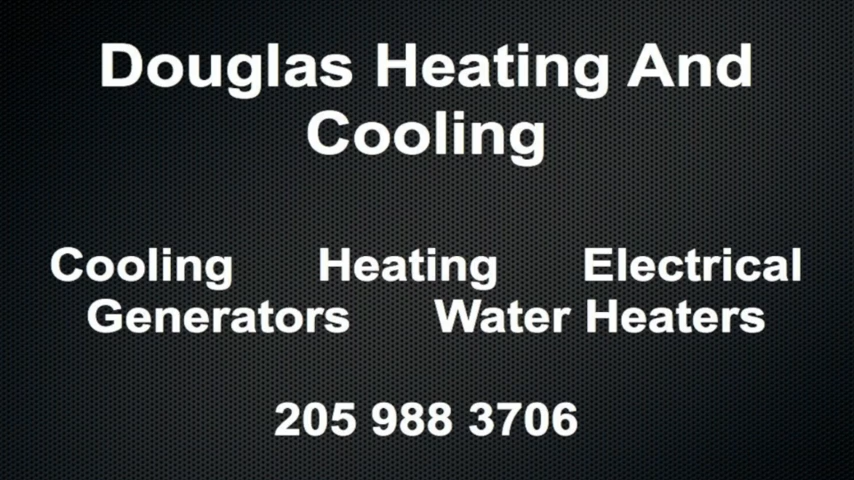 Douglas Heating And
Cooling
Cooling Heating Electrical
Generators Water Heaters
205 988 3706